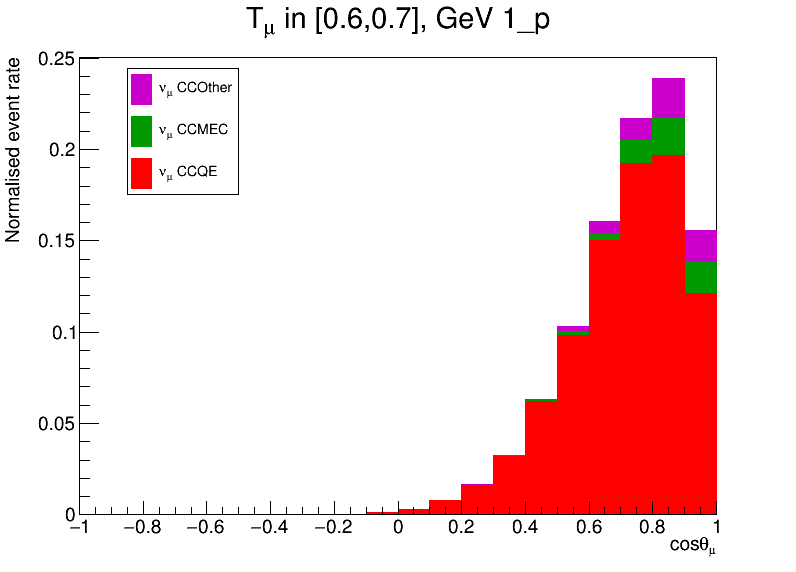 T_μ in [0.6,0.7], GeV 1_p
Normalised event rate
0.25
0.2
0.15
0.1
0.05
0
ν_μ CCOther
ν_μ CCMEC
ν_μ CCQE
−1 −0.8 −0.6 −0.4 −0.2 0 0.2 0.4 0.6 0.8 1
cosθ_μ